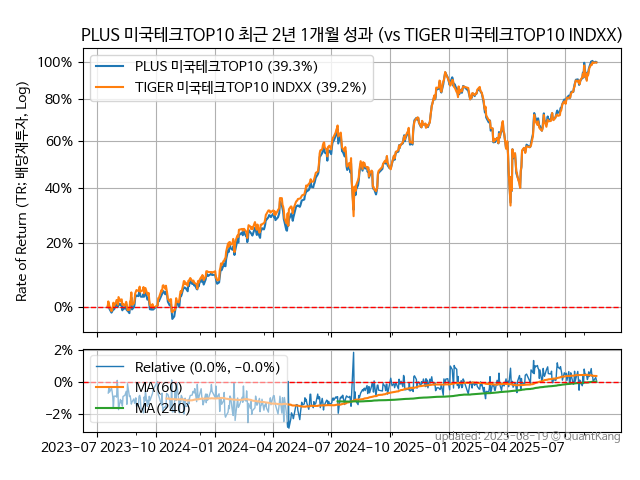 PLUS 미국테크TOP10 최근 2년 1개월 성과 (vs TIGER 미국테크TOP10 INDXX)
Rate of Return (TR: 배당재투자, Log)
100%
80%
60%
40%
20%
0%
PLUS 미국테크TOP10 (39.3%)
TIGER 미국테크TOP10 INDXX (39.2%)
2%
0%
−2%
Relative (0.0%, −0.0%)
MA(60)
MA(240)
2023−07 2023−10 2024−01 2024−04 2024−07 2024−10 2025−01 2025−04 2025−07
updated: 2025−08−19 © QuantKang